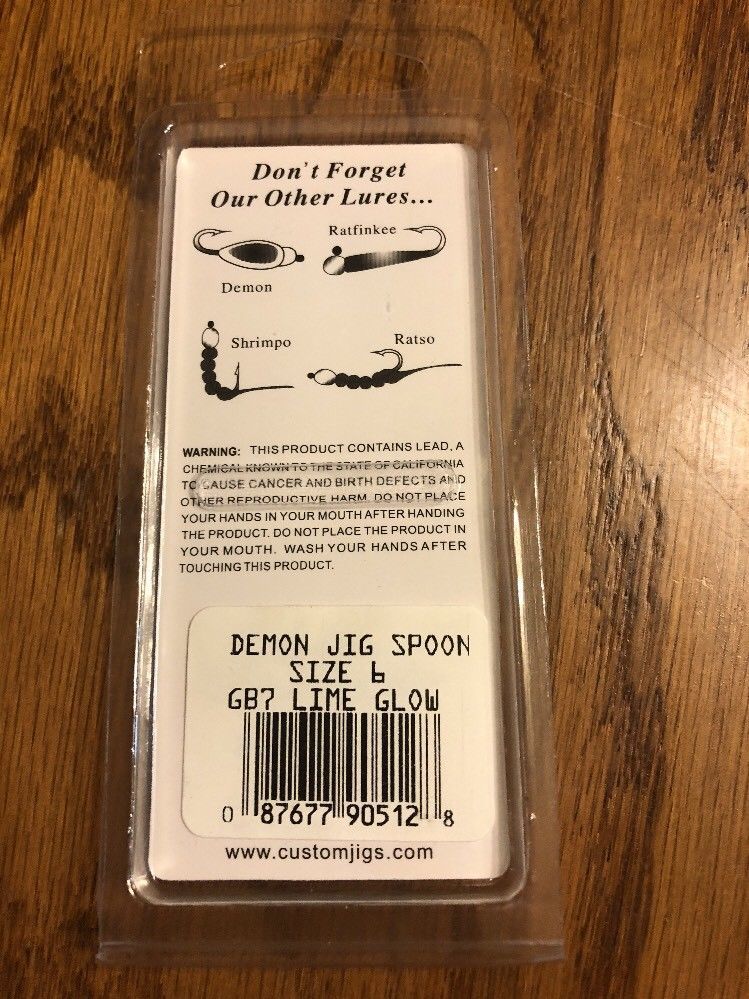 Don't Forget
Our Other Lures...
Ratfinkee
Demon
Shrimpo
Ratso
WARNING: THIS PRODUCT CONTAINS LEAD, A
CHEMICAL KNOWN TO THE STATE OF CALIFORNIA
TO CAUSE CANCER AND BIRTH DEFECTS AND
OTHER REPRODUCTIVE HARM. DO NOT PLACE
YOUR HANDS IN YOUR MOUTH AFTER HANDING
THE PRODUCT. DO NOT PLACE THE PRODUCT IN
YOUR MOUTH. WASH YOUR HANDS AFTER
TOUCHING THIS PRODUCT.
DEMON JIG SPOON
SIZE 6
GB7 LIME GLOW
0 87677 90512 8
www.customjigs.com